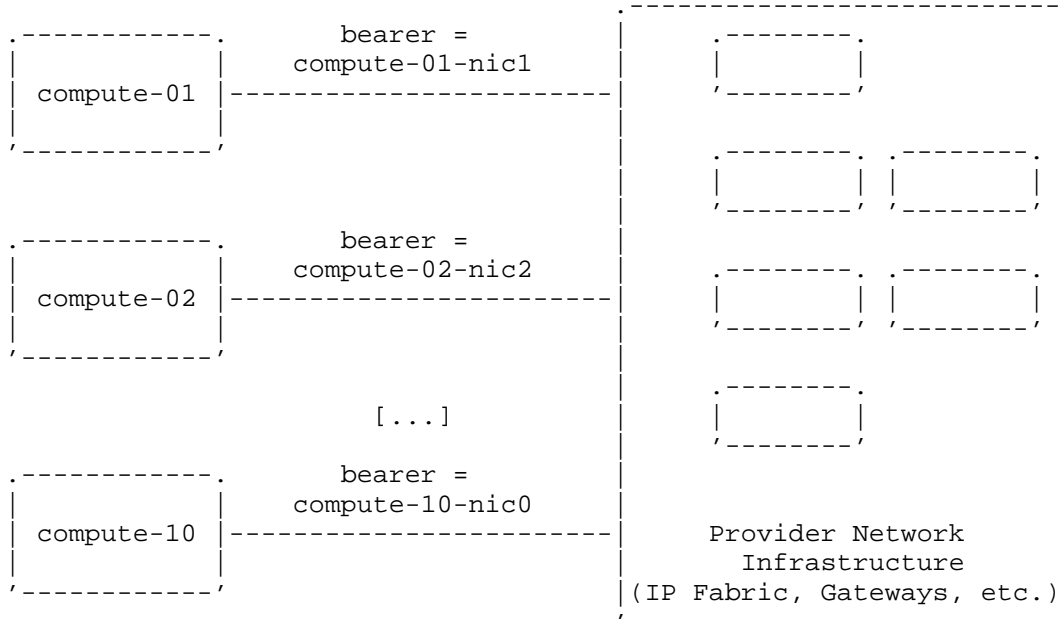 bearer =
compute-01-nic1
compute-01
bearer =
compute-02-nic2
compute-02
[...]
bearer =
compute-10-nic0
compute-10
Provider Network
Infrastructure
(IP Fabric, Gateways, etc.)